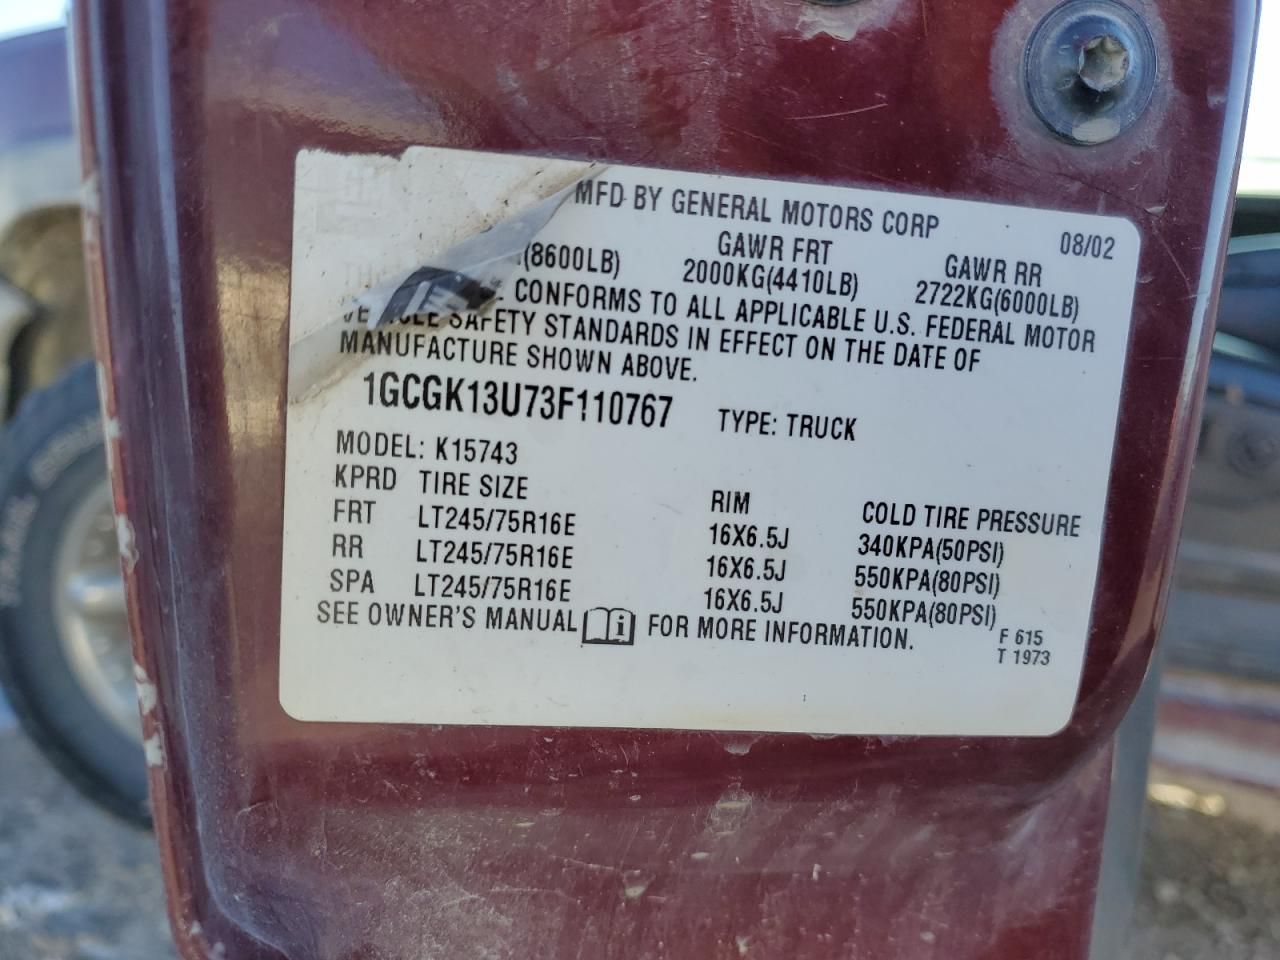 MFD BY GENERAL MOTORS CORP 08/02
GAWR FRT GAWR RR
(8600LB) 2000KG(4410LB) 2722KG(6000LB)
CONFORMS TO ALL APPLICABLE U.S. FEDERAL MOTOR
VEHICLE SAFETY STANDARDS IN EFFECT ON THE DATE OF
MANUFACTURE SHOWN ABOVE.
1GCGK13U73F110767 TYPE: TRUCK
MODEL: K15743
KPRD TIRE SIZE RIM COLD TIRE PRESSURE
FRT LT245/75R16E 16X6.5J 340KPA(50PSI)
RR LT245/75R16E 16X6.5J 550KPA(80PSI)
SPA LT245/75R16E 16X6.5J 550KPA(80PSI)
SEE OWNER'S MANUAL i FOR MORE INFORMATION.
F 615
T 1973